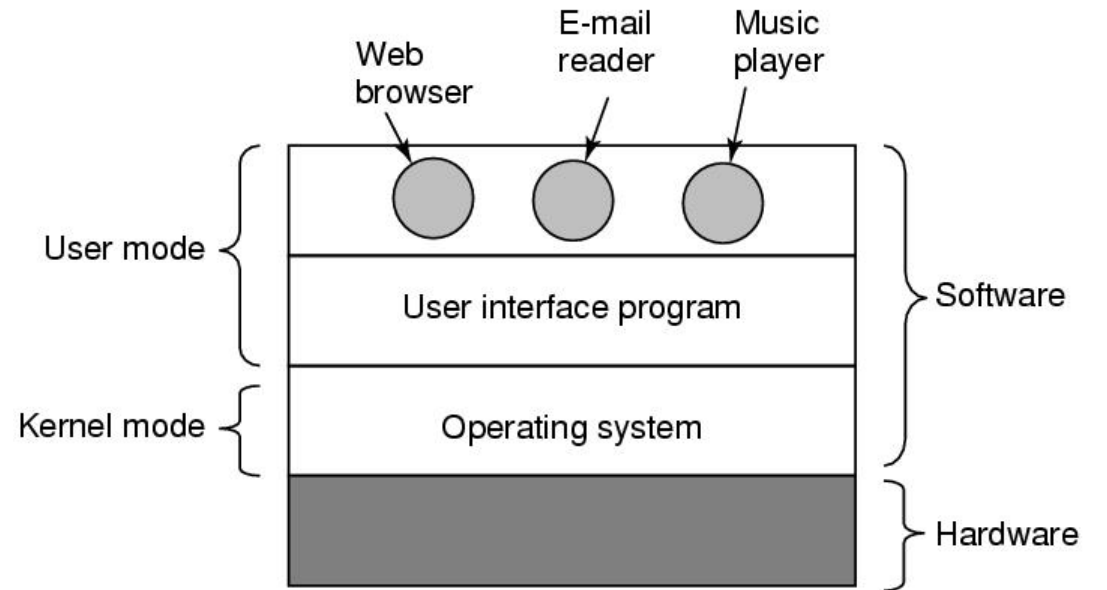 Web
browser
E-mail
reader
Music
player
User mode
User interface program
Software
Kernel mode
Operating system
Hardware